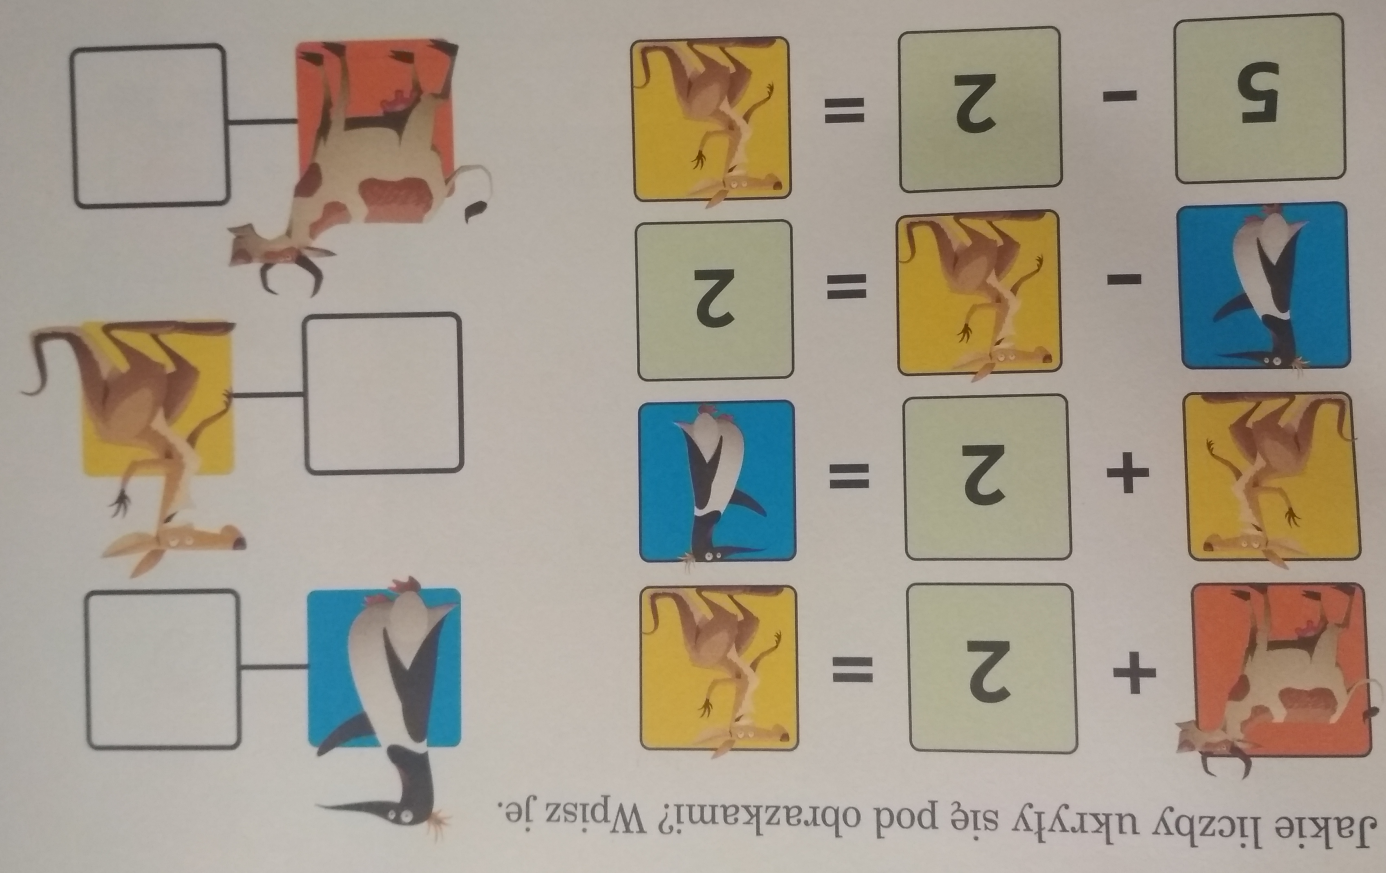 Jakie liczby ukryły się pod obrazkami? Wpisz je.
+ 2 =
+ 2 =
- = 2
5 - 2 =